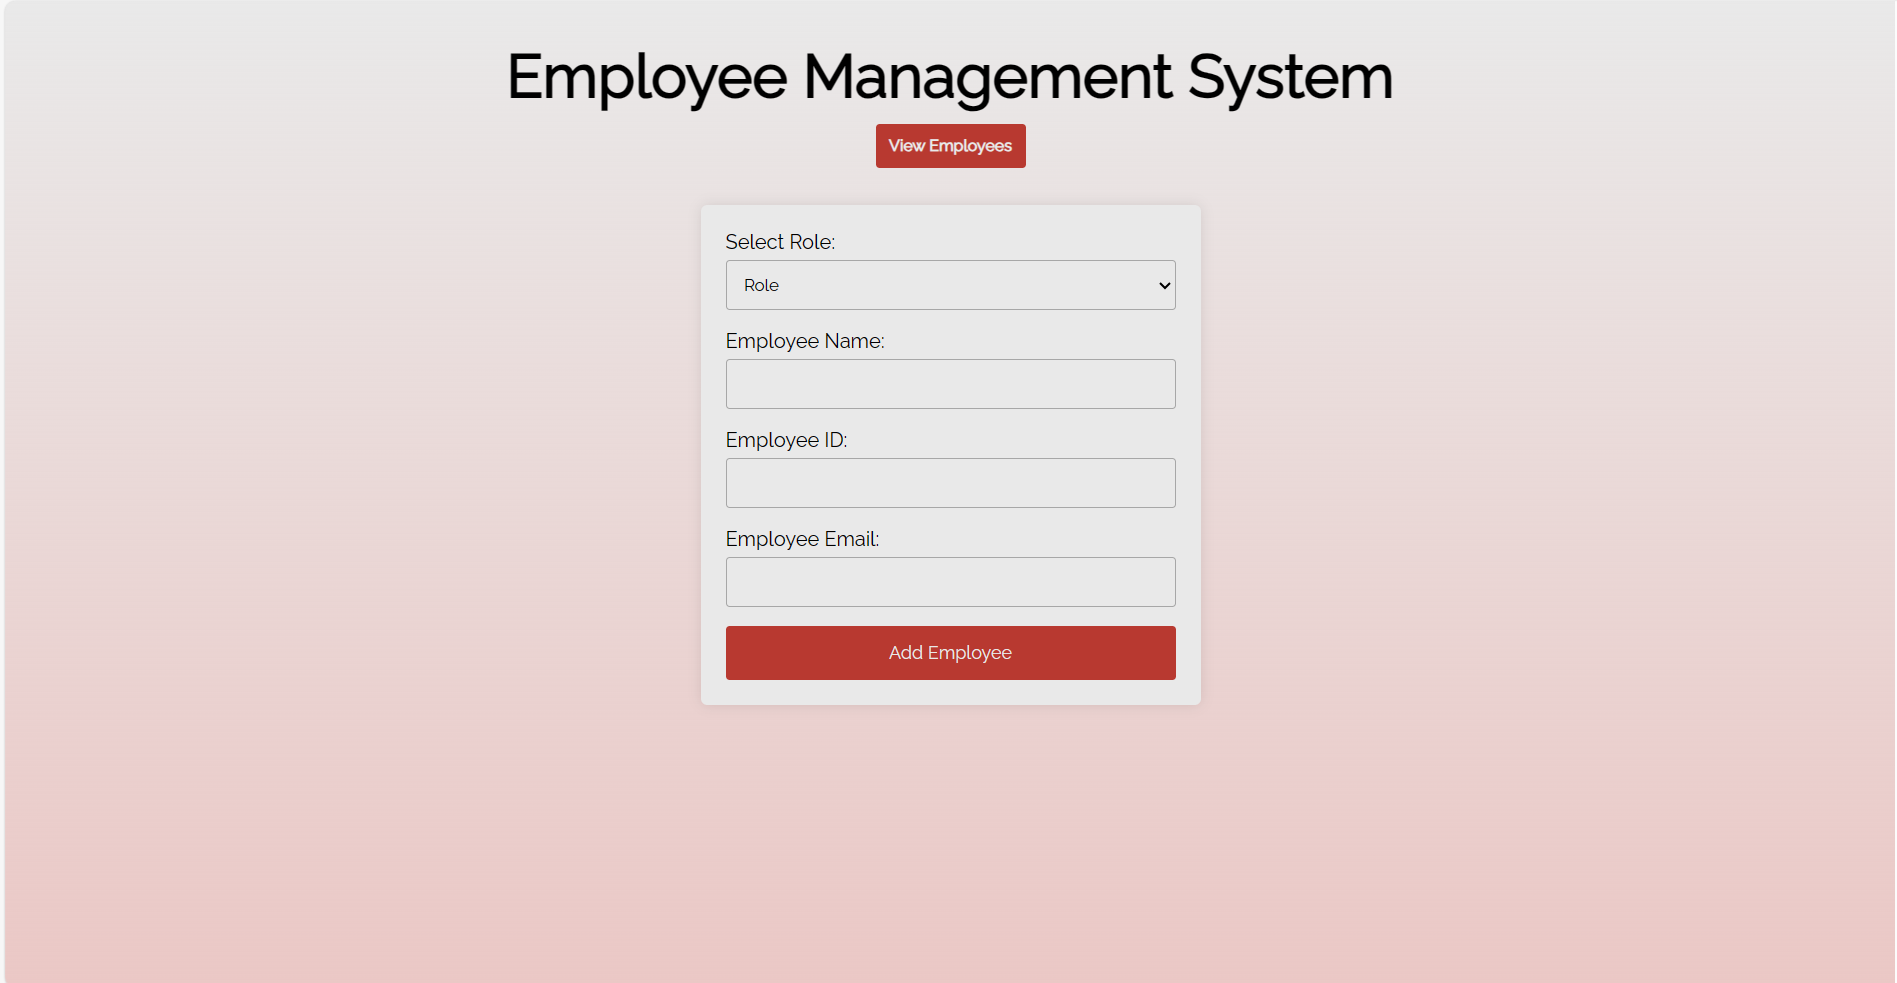 Employee Management System
View Employees
Select Role:
Role
Employee Name:
Employee ID:
Employee Email:
Add Employee